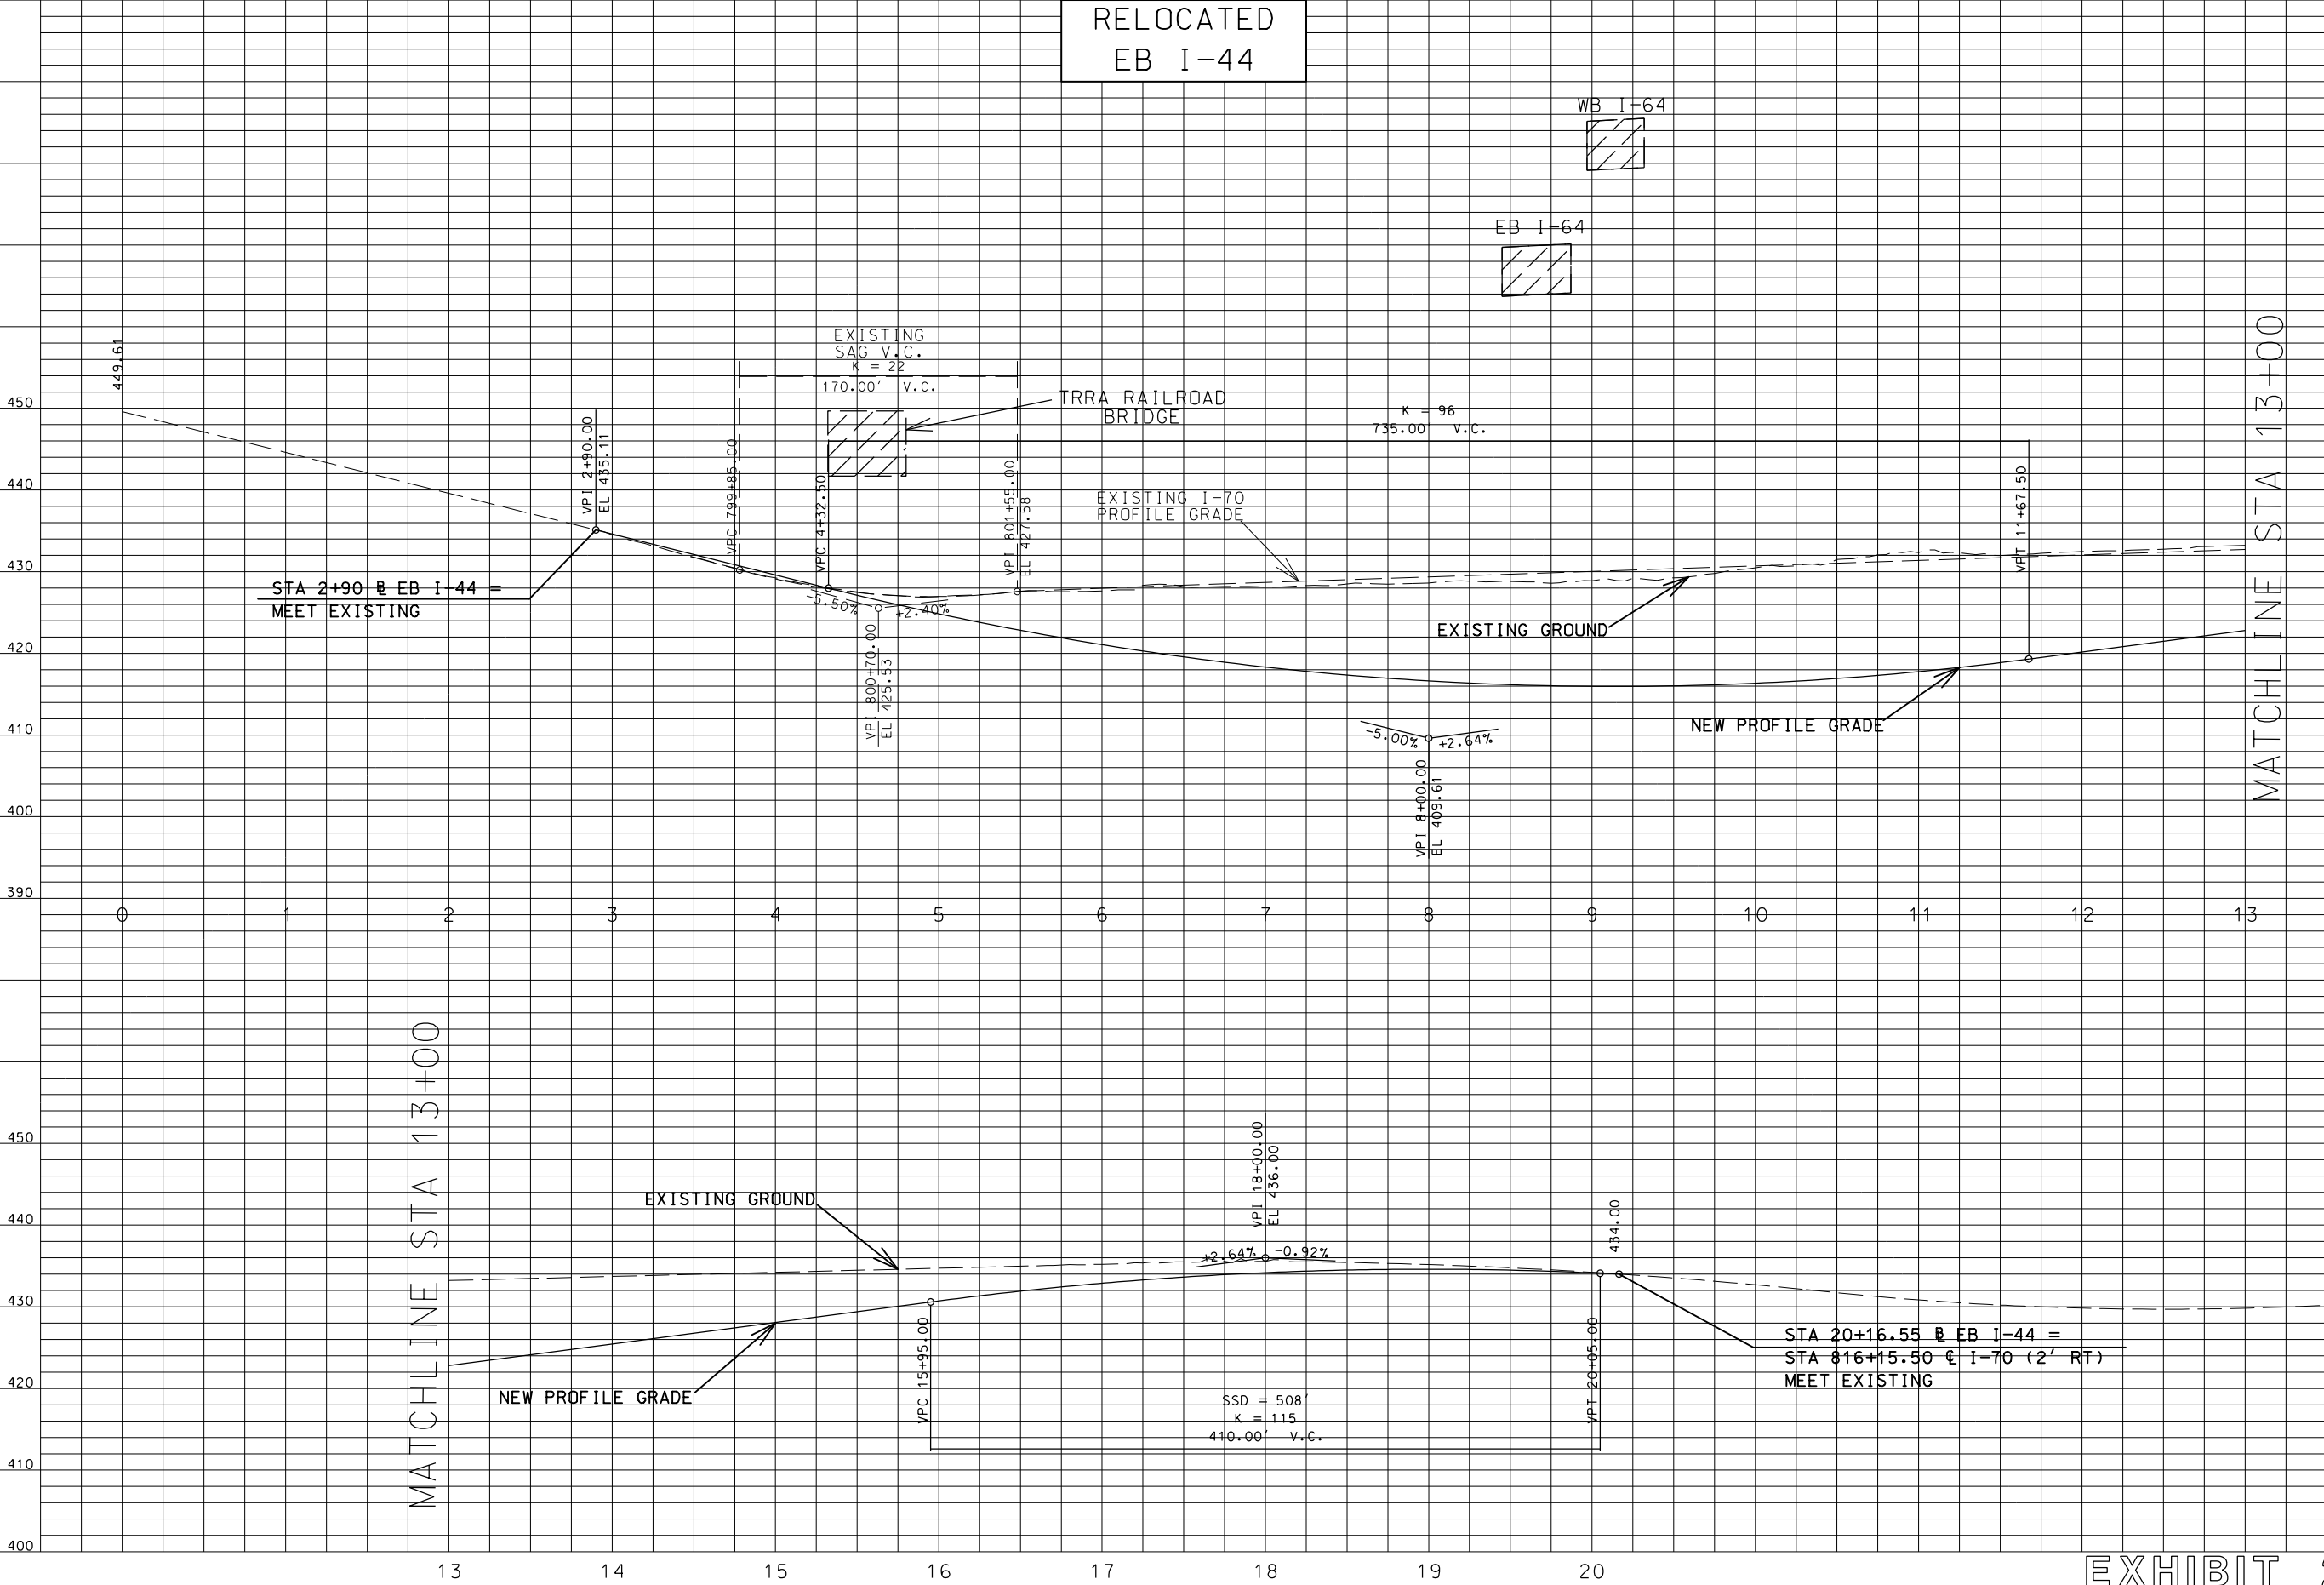 RELOCATED
EB I-44
WB I-64
EB I-64
EXISTING
SAG V.C.
K = 22
170.00' V.C.
449.61
TRRA RAILROAD
BRIDGE
K = 96
735.00' V.C.
450
440
430
420
410
400
390
VPI 2+90.00
EL 435.11
VPC 799+85.00
VPC 4+32.50
VPI 801+55.00
EL 427.58
EXISTING I-70
PROFILE GRADE
VPT 11+67.50
MATCHLINE STA 13+00
STA 2+90 ℄ EB I-44 =
MEET EXISTING
-5.50%
+2.40%
VPI 800+70.00
EL 425.53
EXISTING GROUND
NEW PROFILE GRADE
-5.00%
+2.64%
VPI 8+00.00
EL 409.61
0 1 2 3 4 5 6 7 8 9 10 11 12 13
MATCHLINE STA 13+00
450
440
430
420
410
400
EXISTING GROUND
VPI 18+00.00
EL 436.00
+2.64%
-0.92%
434.00
NEW PROFILE GRADE
VPC 15+95.00
VPT 20+05.00
SSD = 508'
K = 115
410.00' V.C.
STA 20+16.55 ℄ EB I-44 =
STA 816+15.50 ℄ I-70 (2' RT)
MEET EXISTING
13 14 15 16 17 18 19 20
EXHIBIT